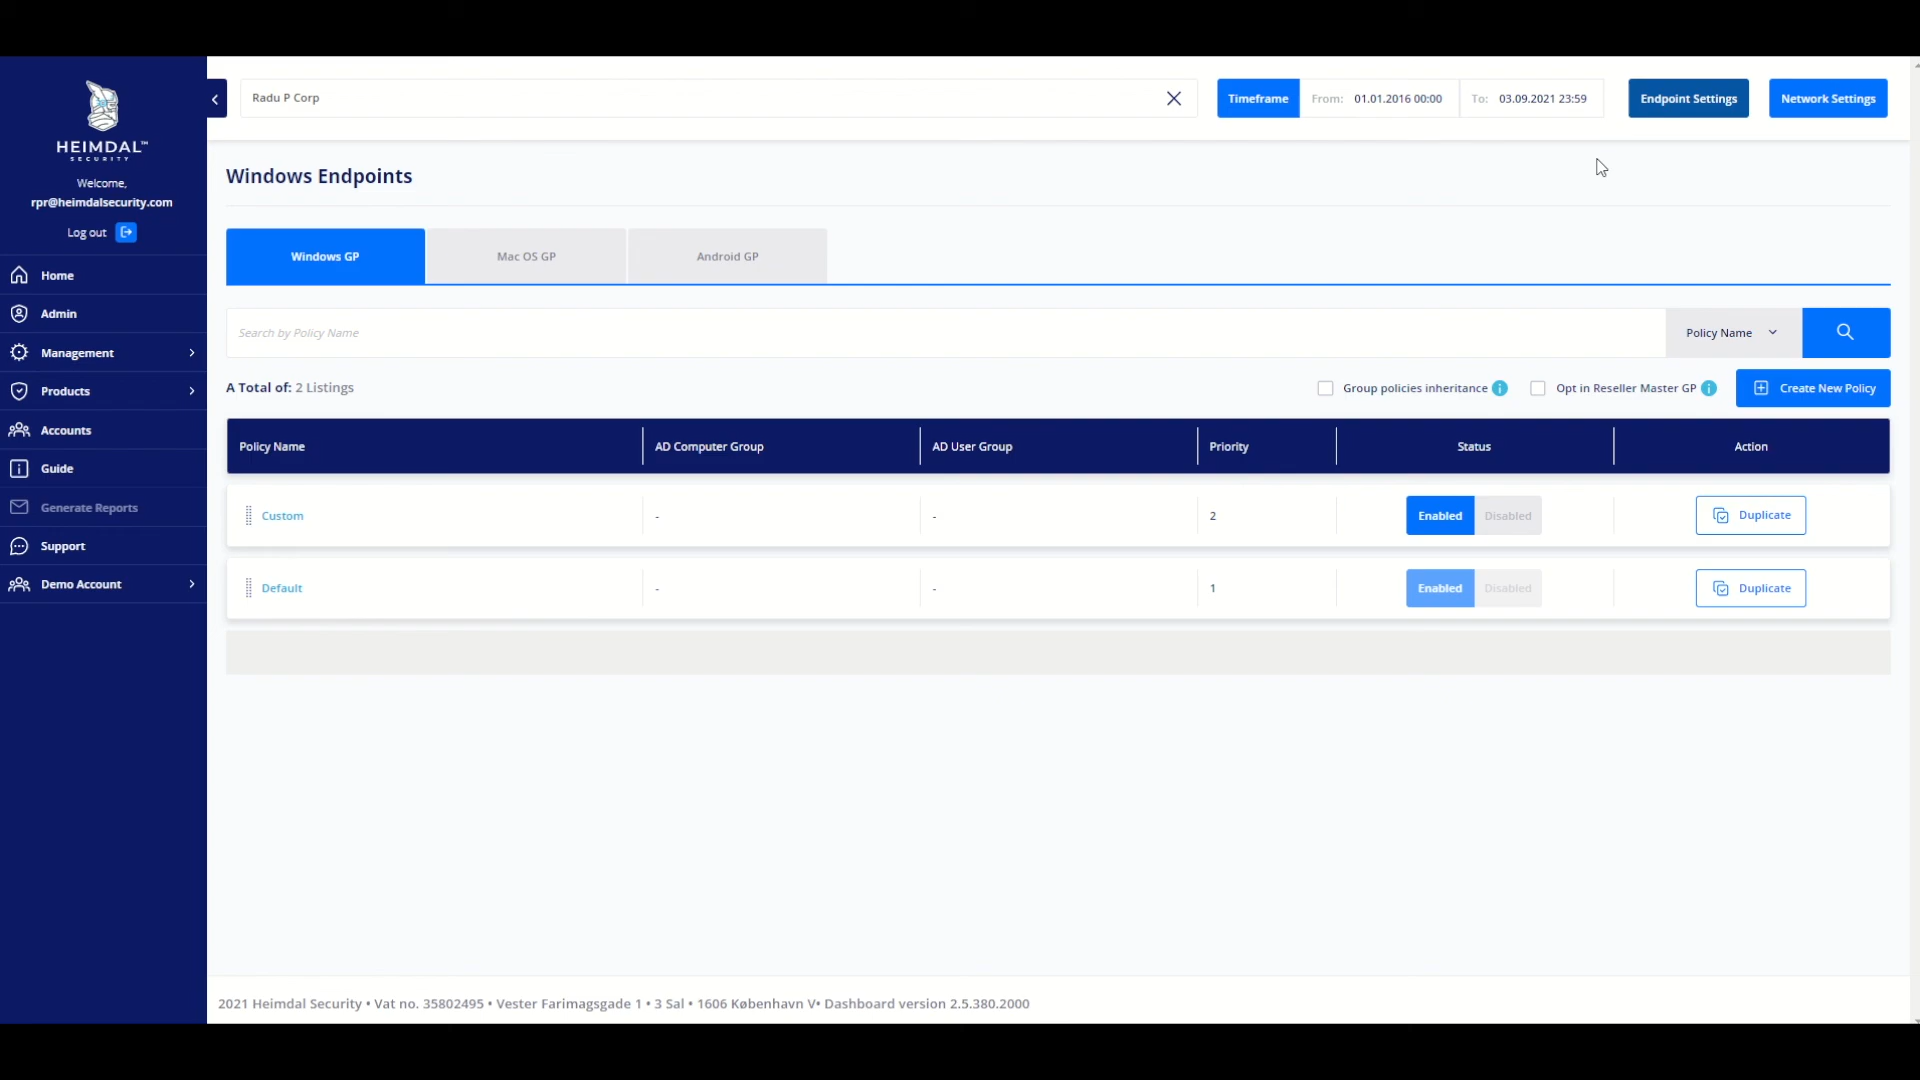 HEIMDAL™
SECURITY
Welcome,
rpr@heimdalsecurity.com
Log out
Home
Admin
Management
Products
Accounts
Guide
Generate Reports
Support
Demo Account
Radu P Corp
Timeframe From: 01.01.2016 00:00 To: 03.09.2021 23:59 Endpoint Settings Network Settings
Windows Endpoints
Windows GP Mac OS GP Android GP
Search by Policy Name Policy Name
A Total of: 2 Listings Group policies inheritance i Opt in Reseller Master GP i Create New Policy
Policy Name AD Computer Group AD User Group Priority Status Action
Custom - - 2 Enabled Disabled Duplicate
Default - - 1 Enabled Disabled Duplicate
2021 Heimdal Security • Vat no. 35802495 • Vester Farimagsgade 1 • 3 Sal • 1606 København V• Dashboard version 2.5.380.2000